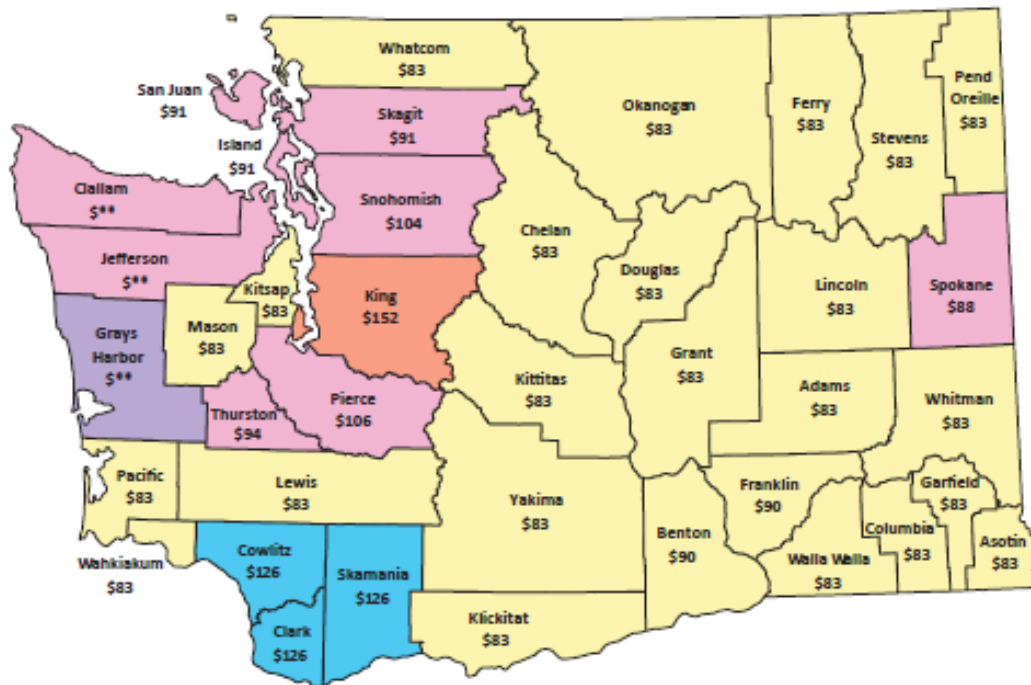 Whatcom
$83
San Juan
$91
Skagit
$91
Island
$91
Okanogan
$83
Ferry
$83
Stevens
$83
Pend
Oreille
$83
Clallam
$**
Snohomish
$104
Jefferson
$**
Chelan
$83
Douglas
$83
Kitsap
$83
King
$152
Lincoln
$83
Spokane
$88
Mason
$83
Grays
Harbor
$**
Grant
$83
Kittitas
$83
Adams
$83
Whitman
$83
Thurston
$94
Pierce
$106
Pacific
$83
Lewis
$83
Yakima
$83
Franklin
$90
Garfield
$83
Benton
$90
Columbia
$83
Walla Walla
$83
Asotin
$83
Wahkiakum
$83
Cowlitz
$126
Skamania
$126
Clark
$126
Klickitat
$83